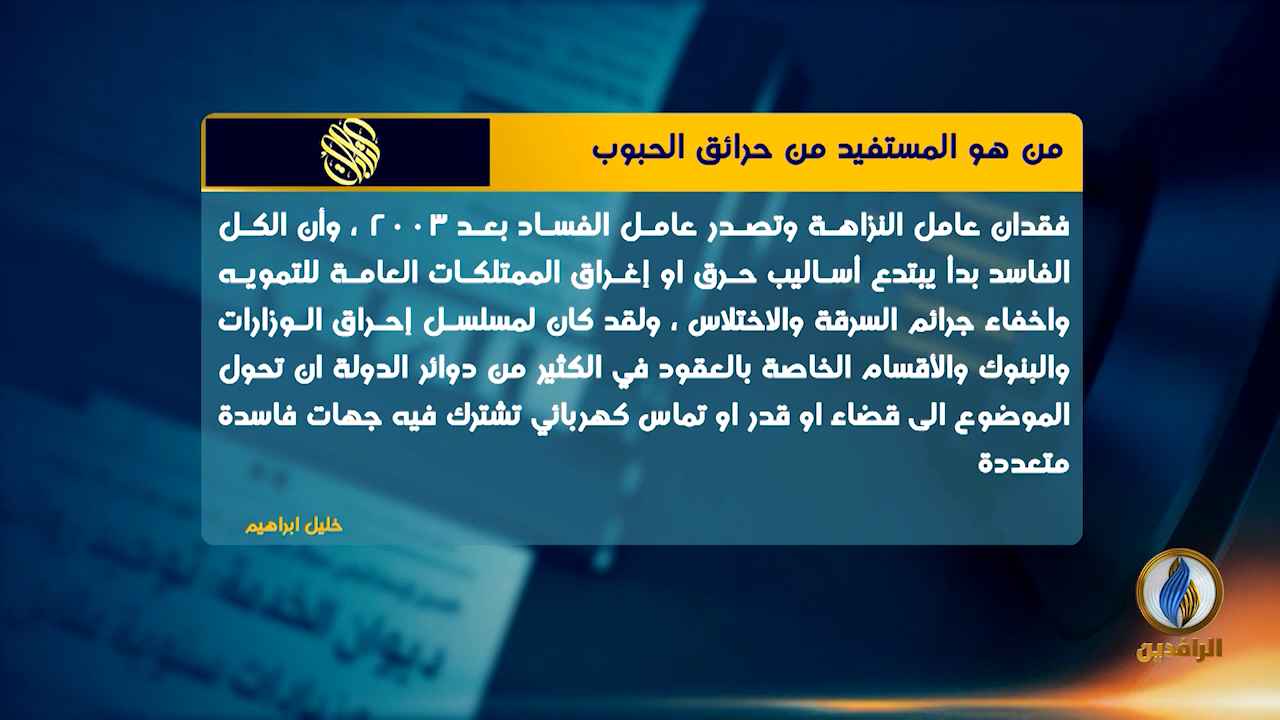 من هو المستفيد من حرائق الحبوب
فقدان عامل النزاهة وتصدر عامل الفساد بعد ٢٠٠٣ ، وأن الكل
الفاسد بدأ يبتدع أساليب حرق او إغراق الممتلكات العامة للتمويه
واخفاء جرائم السرقة والاختلاس ، ولقد كان لمسلسل إحراق الوزارات
والبنوك والأقسام الخاصة بالعقود في الكثير من دوائر الدولة ان تحول
الموضوع الى قضاء او قدر او تماس كهربائي تشترك فيه جهات فاسدة
متعددة
خليل ابراهيم
الرافدين
ديوان الخدمة